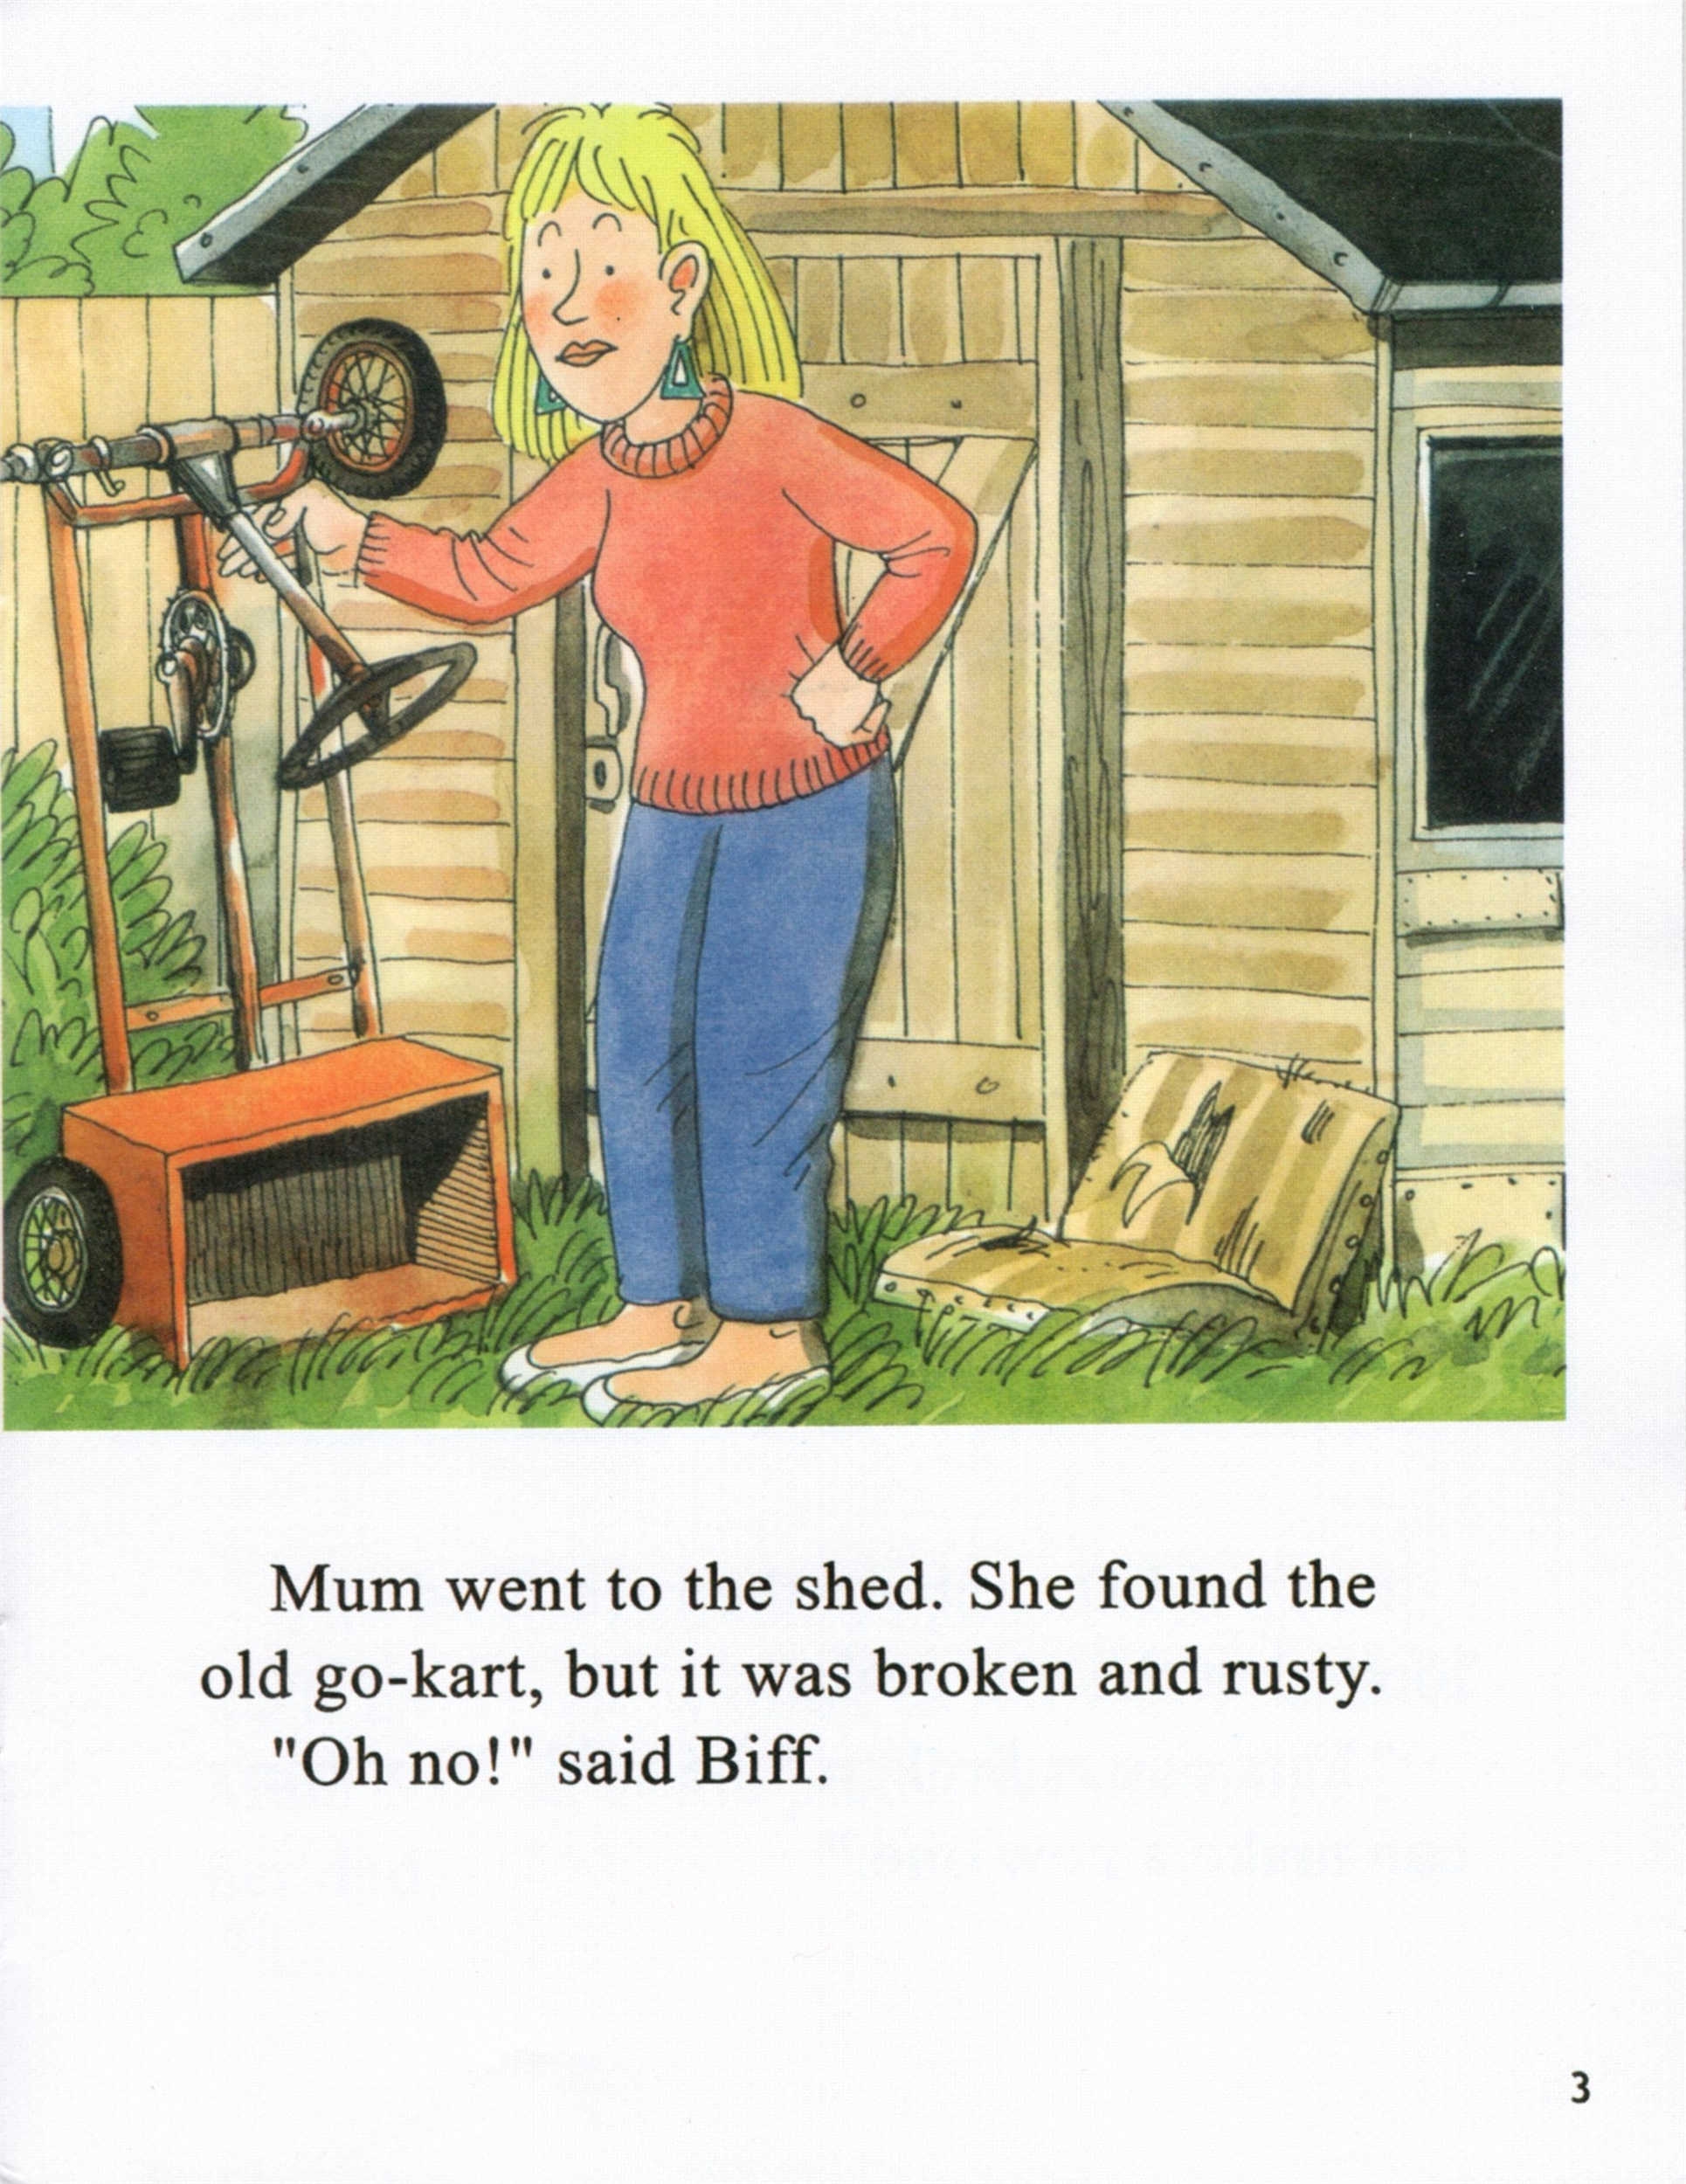 Mum went to the shed. She found the
old go-kart, but it was broken and rusty.
"Oh no!" said Biff.
3